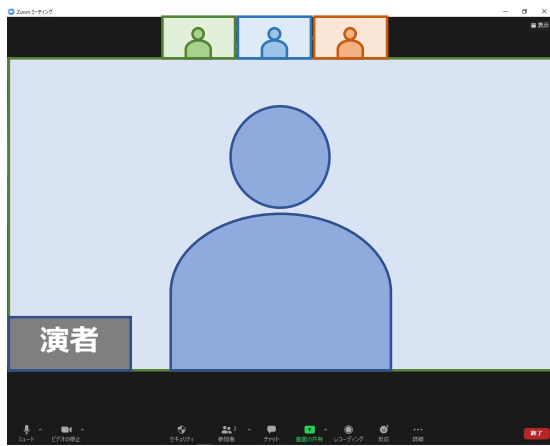 Zoom ミーティング
表示
演者
ミュート
ビデオの停止
セキュリティ
参加者
2
チャット
画面の共有
レコーディング
反応
詳細
終了